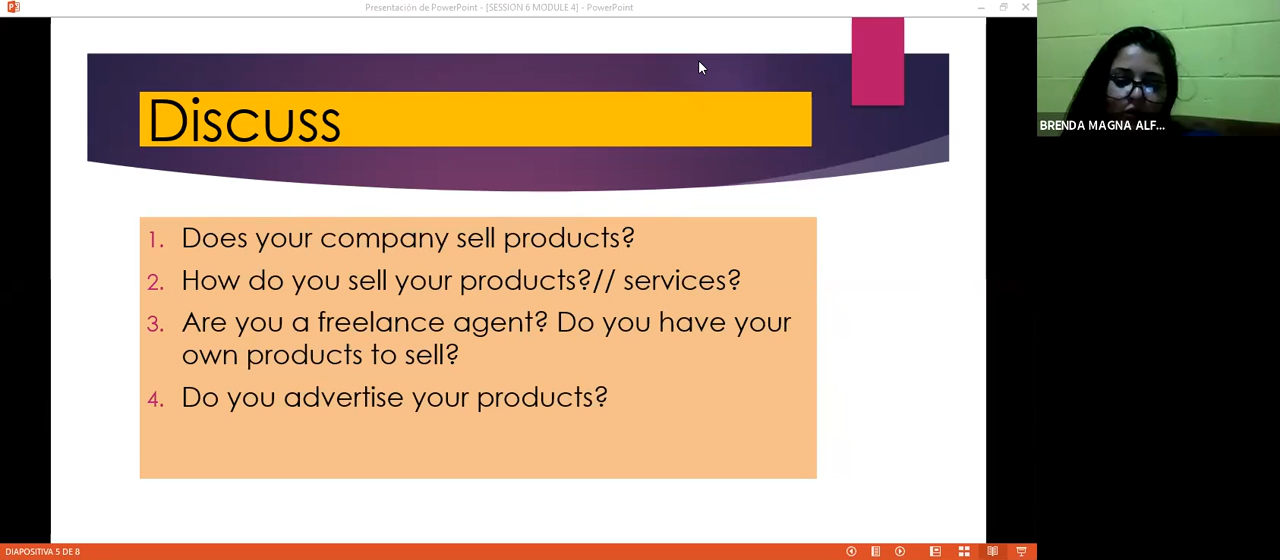 Presentación de PowerPoint - [SESSION 6 MODULE 4] - PowerPoint
Discuss
BRENDA MAGNA ALF...
1. Does your company sell products?
2. How do you sell your products?// services?
3. Are you a freelance agent? Do you have your
own products to sell?
4. Do you advertise your products?
DIAPOSITIVA 5 DE 8